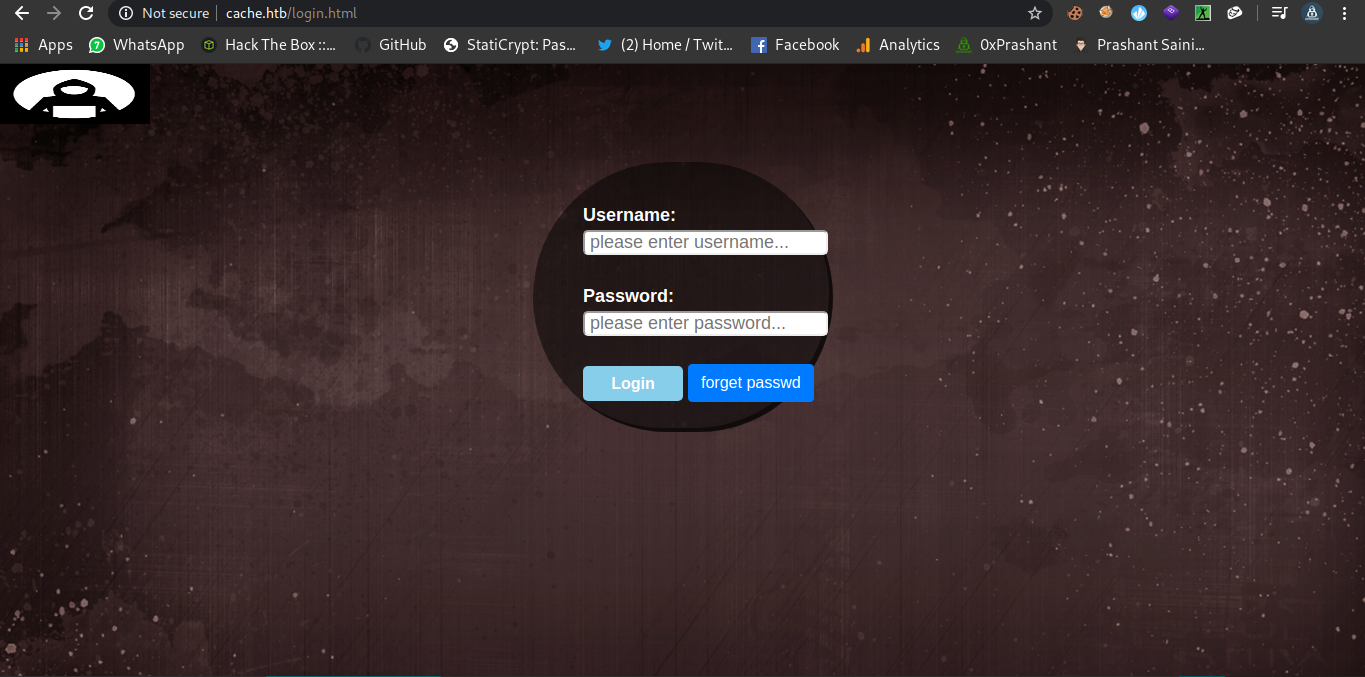 Not secure | cache.htb/login.html
Apps WhatsApp Hack The Box ::... GitHub StatiCrypt: Pas... (2) Home / Twit... Facebook Analytics 0xPrashant Prashant Saini...
Username:
please enter username...
Password:
please enter password...
Login forget passwd